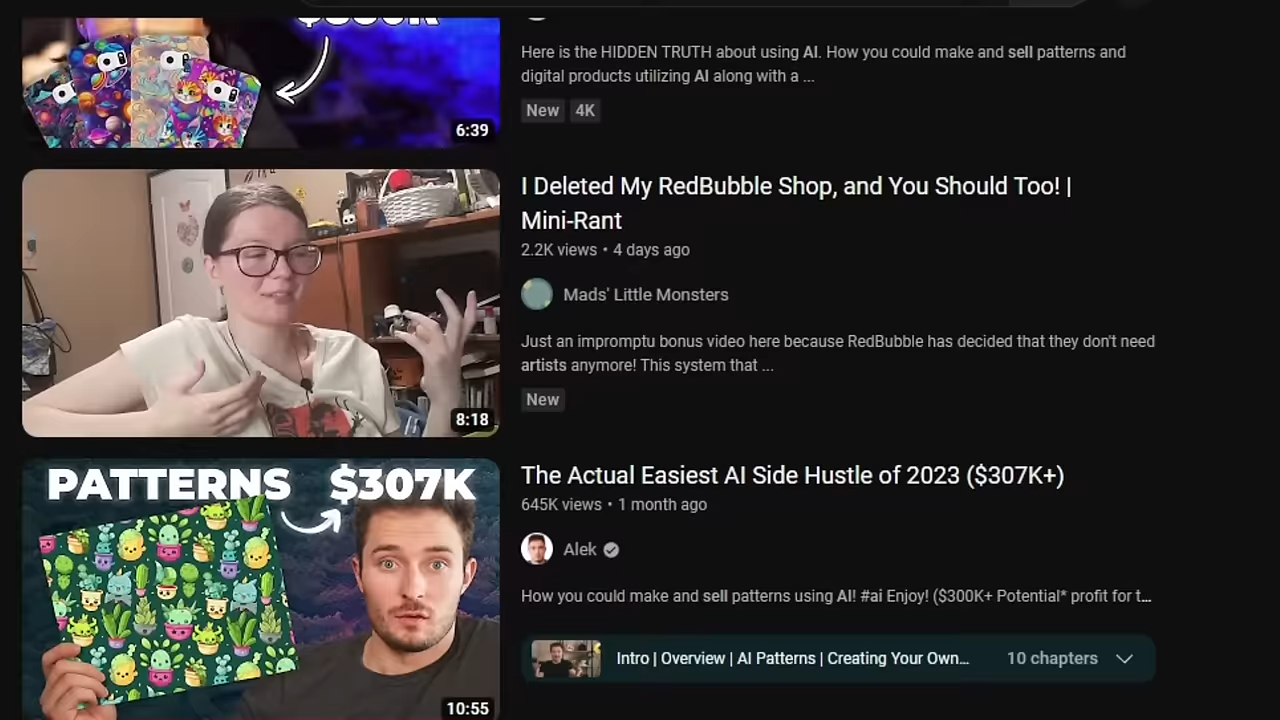 Here is the HIDDEN TRUTH about using AI. How you could make and sell patterns and
digital products utilizing AI along with a ...
New 4K
6:39
I Deleted My RedBubble Shop, and You Should Too! |
Mini-Rant
2.2K views • 4 days ago
Mads' Little Monsters
Just an impromptu bonus video here because RedBubble has decided that they don't need
artists anymore! This system that ...
New
8:18
PATTERNS $307K
10:55
The Actual Easiest AI Side Hustle of 2023 ($307K+)
645K views • 1 month ago
Alek
How you could make and sell patterns using AI! #ai Enjoy! ($300K+ Potential* profit for t...
Intro | Overview | AI Patterns | Creating Your Own... 10 chapters